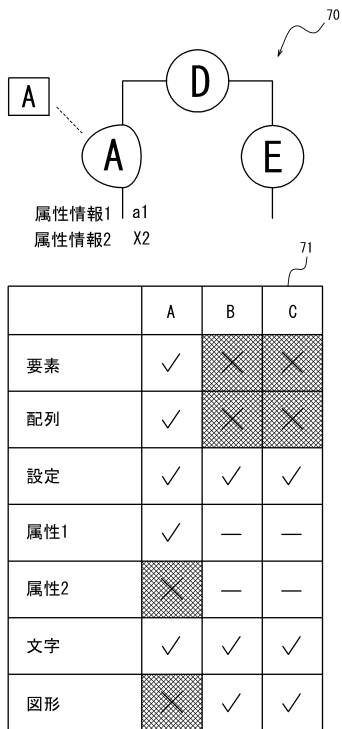 70
D
A
A
E
属性情報1 a1
属性情報2 X2
71
A B C
要素 ✓ ✕ ✕
配列 ✓ ✕ ✕
設定 ✓ ✓ ✓
属性1 ✓ — —
属性2 ✕ — —
文字 ✓ ✓ ✓
図形 ✕ ✓ ✓